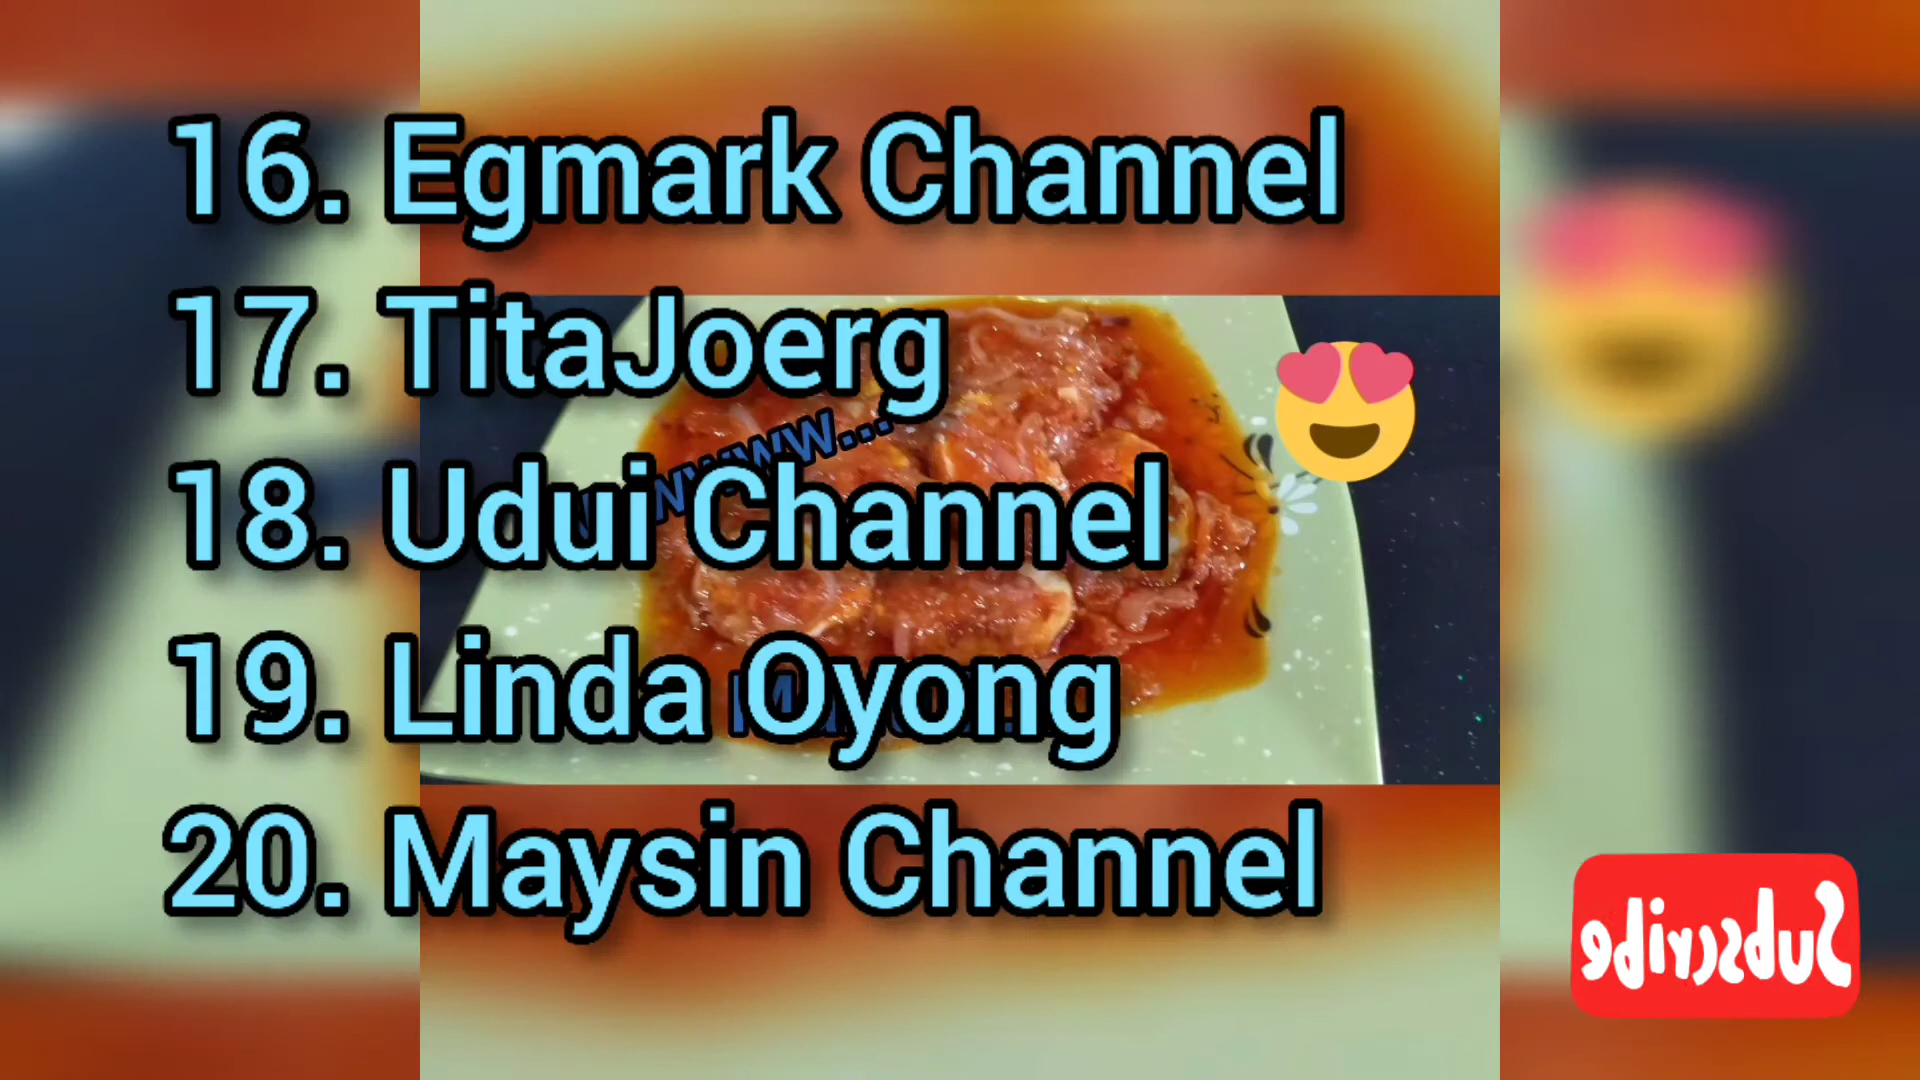 16. Egmark Channel
17. TitaJoerg
18. Udui Channel
19. Linda Oyong
20. Maysin Channel
Subscribe